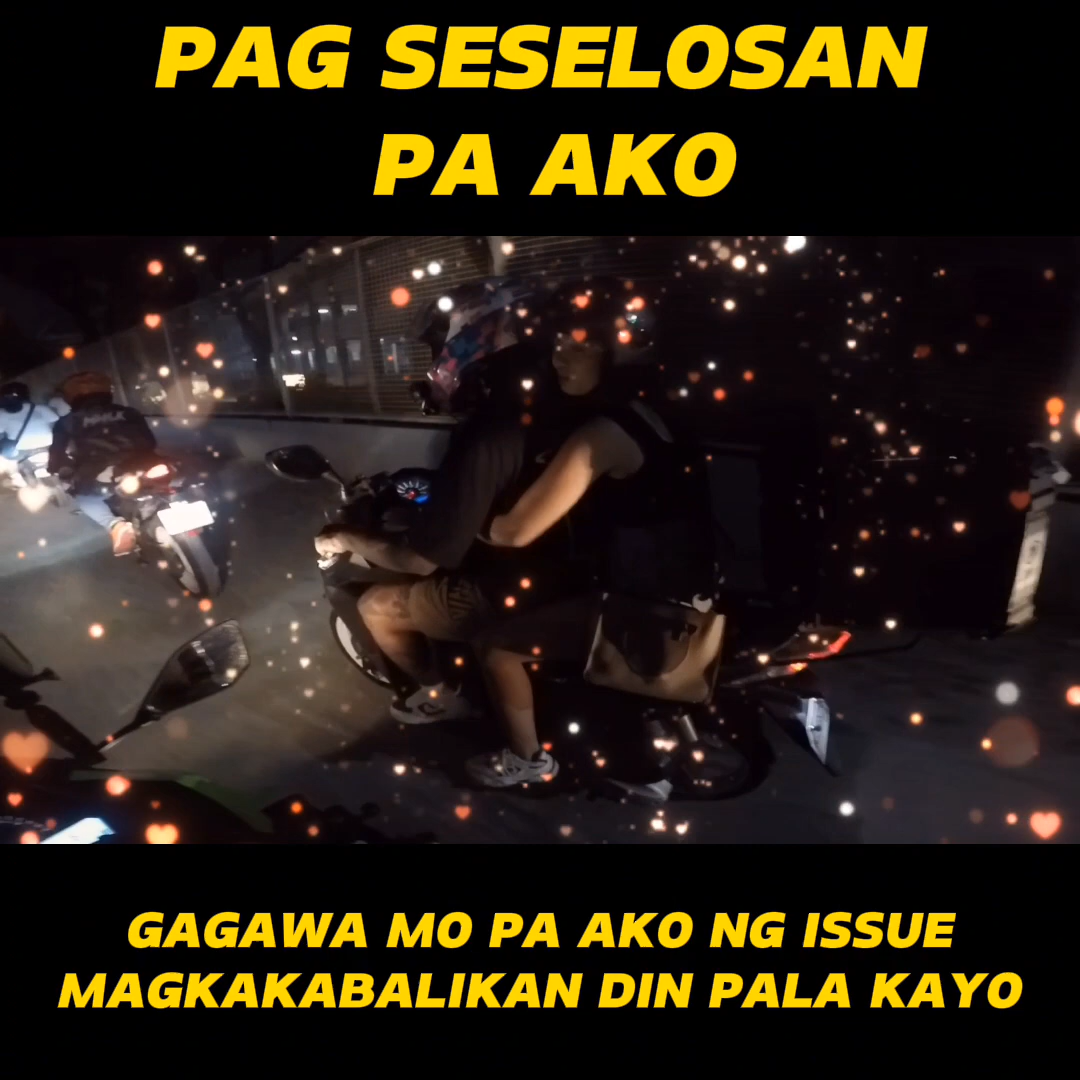 PAG SESELOSAN
PA AKO
GAGAWA MO PA AKO NG ISSUE
MAGKAKABALIKAN DIN PALA KAYO